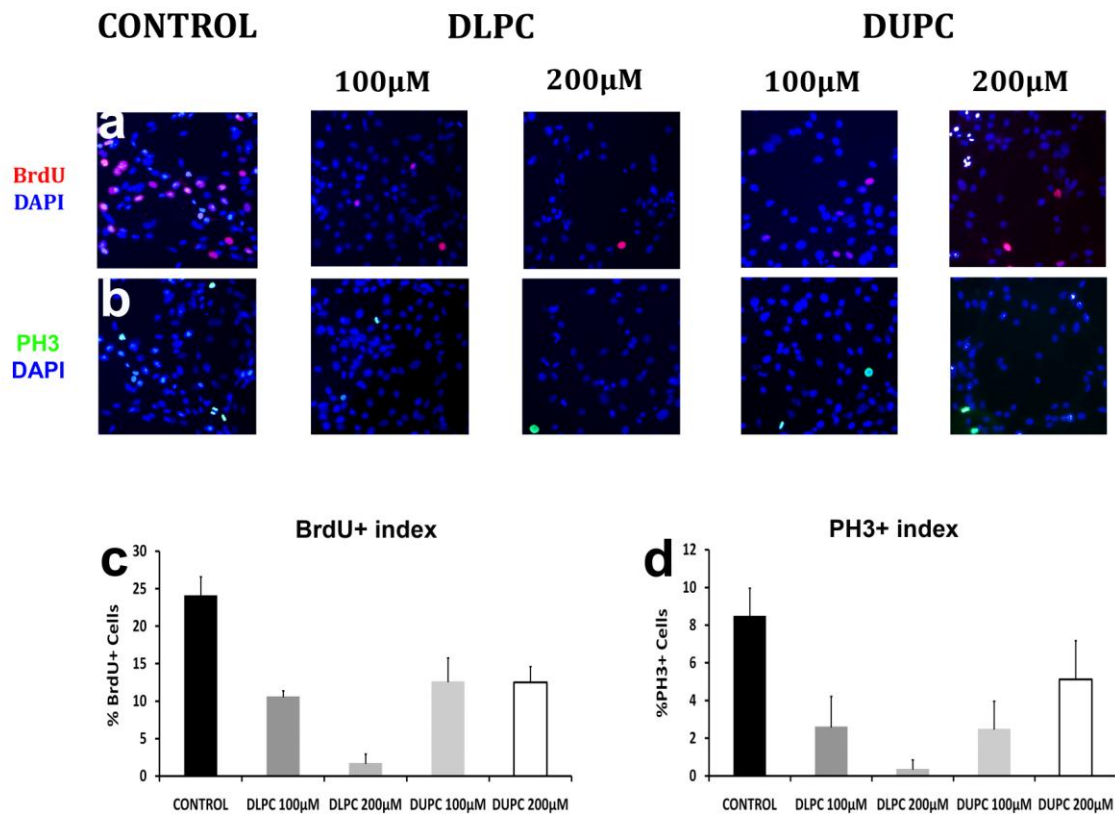 CONTROL DLPC DUPC
100μM 200μM 100μM 200μM
a
BrdU
DAPI
b
PH3
DAPI
c
BrdU+ index
% BrdU+ Cells
30
25
20
15
10
5
0
CONTROL DLPC 100μM DLPC 200μM DUPC 100μM DUPC 200μM
d
PH3+ index
%PH3+ Cells
12
10
8
6
4
2
0
CONTROL DLPC 100μM DLPC 200μM DUPC 100μM DUPC 200μM